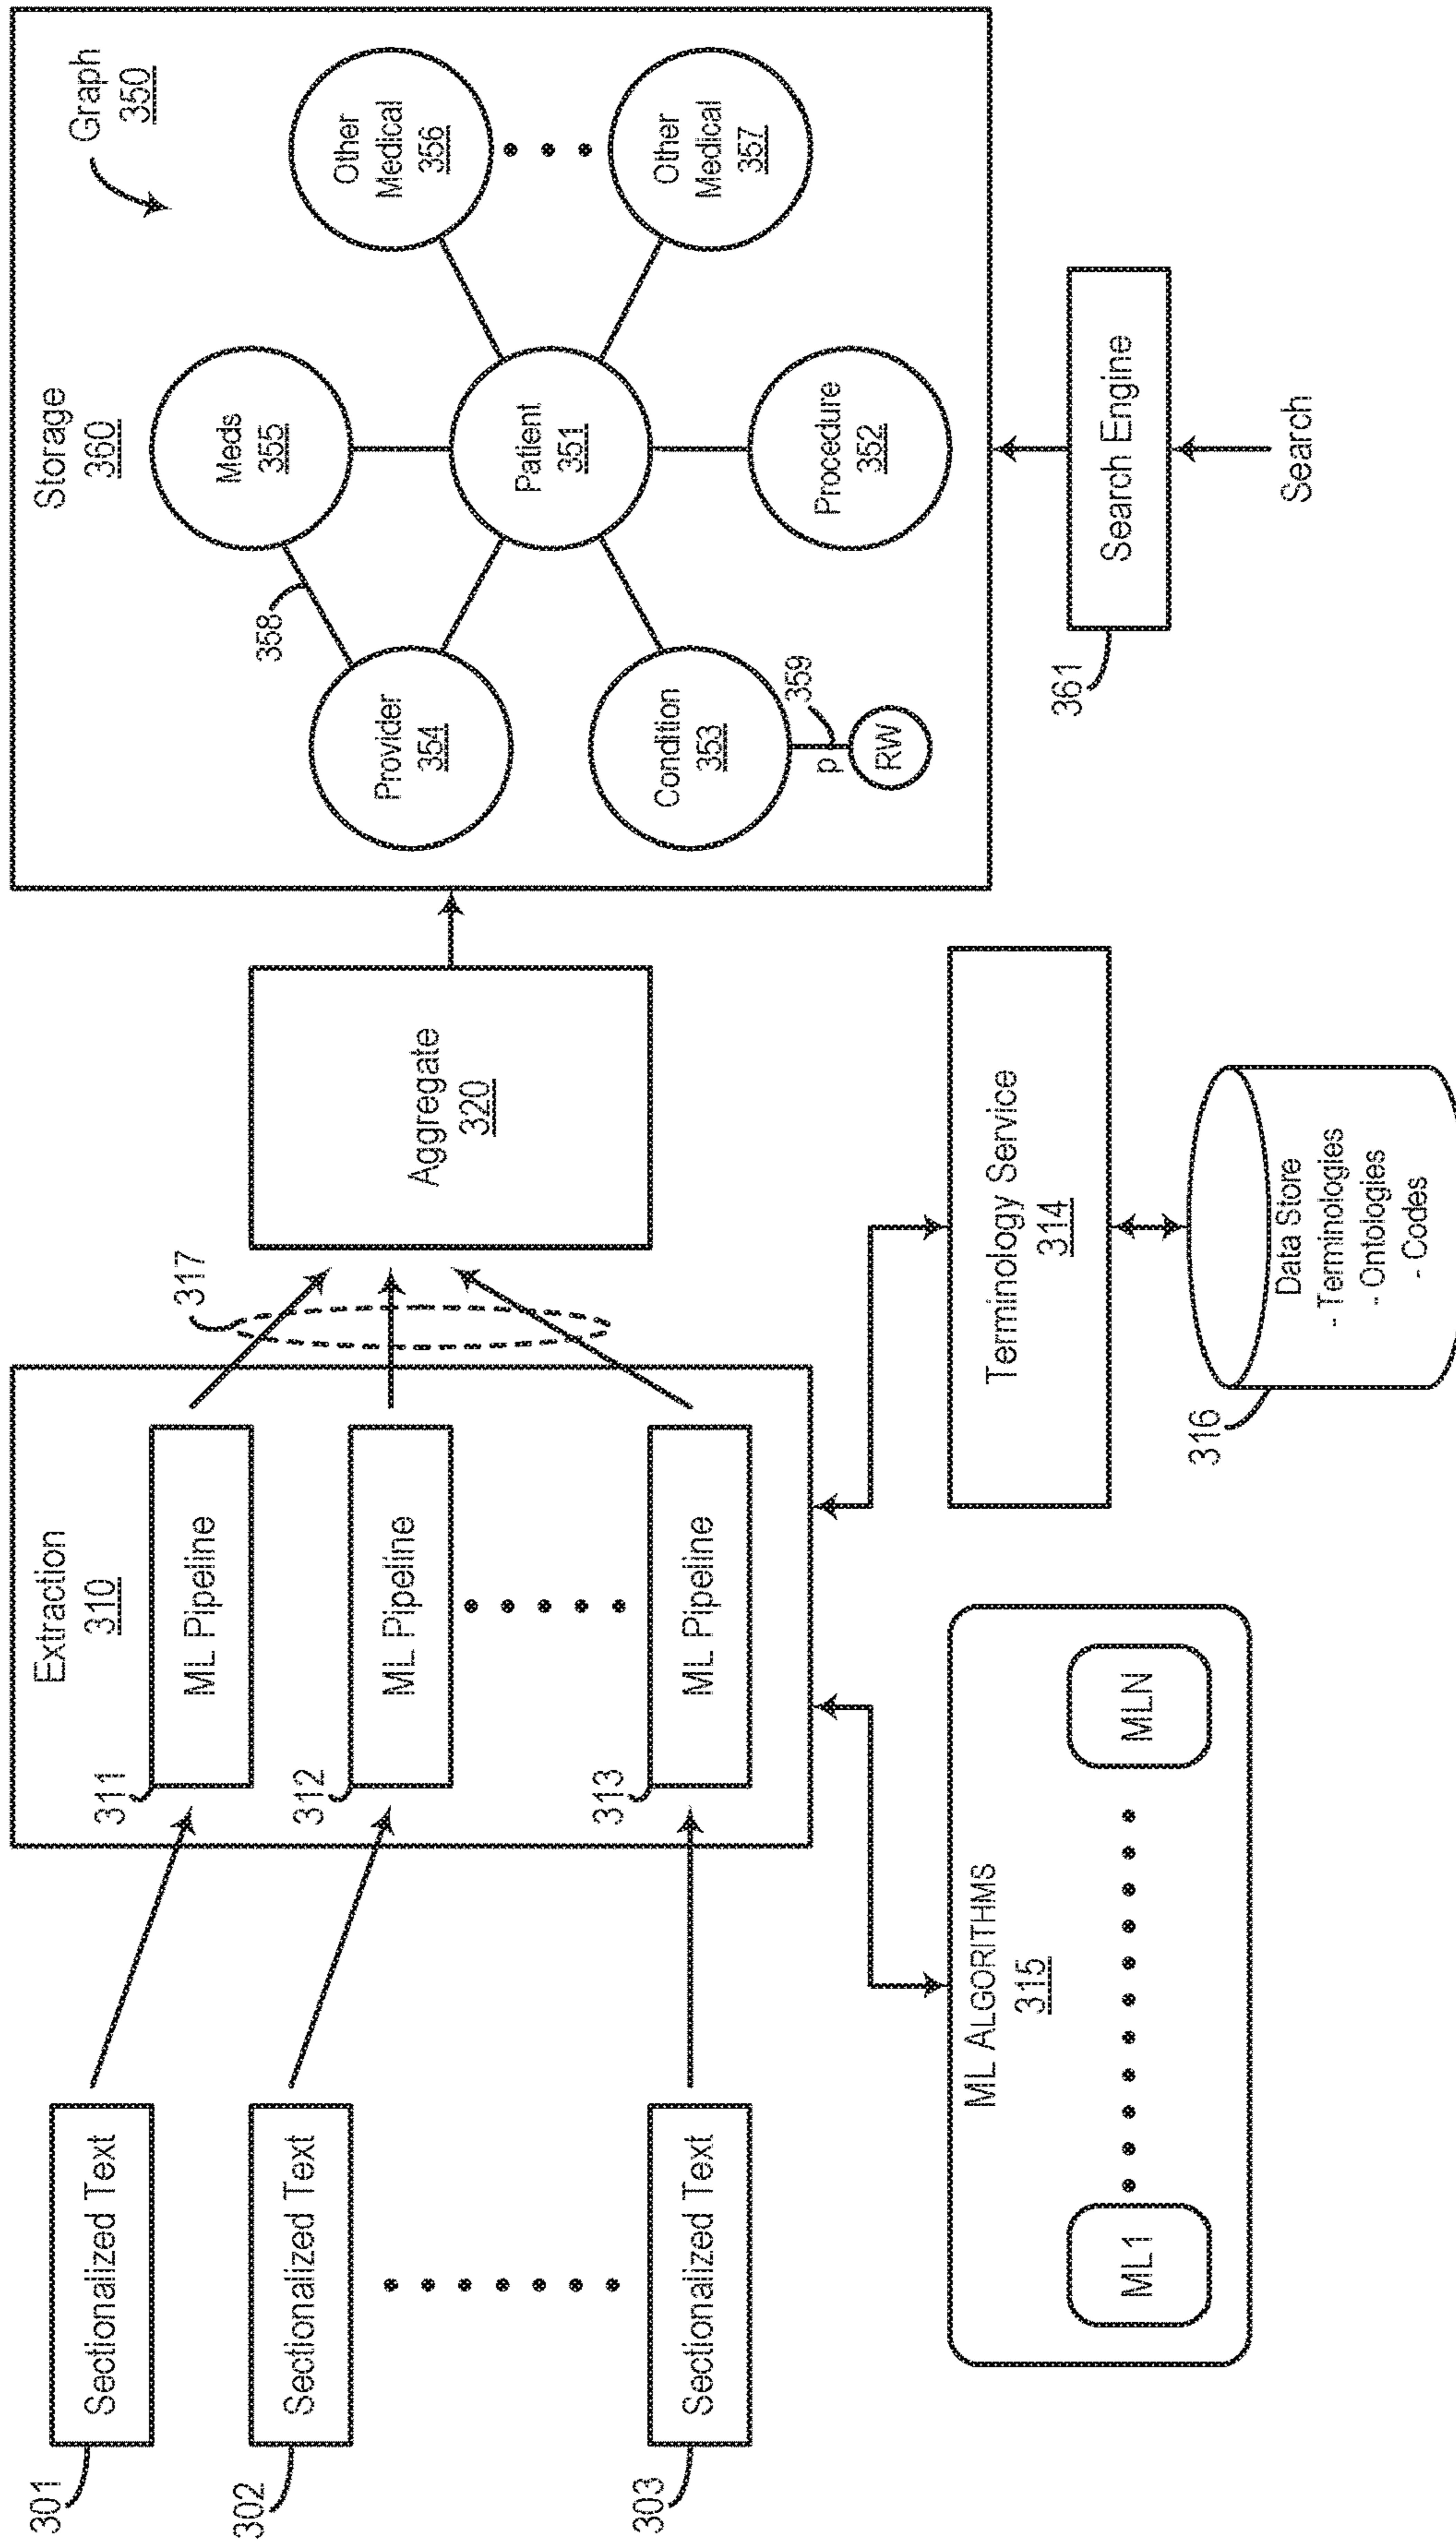 301
Sectionalized Text
302
Sectionalized Text
303
Sectionalized Text
Extraction
310
311
ML Pipeline
312
ML Pipeline
313
ML Pipeline
317
Aggregate
320
ML ALGORITHMS
315
ML1
MLN
Terminology Service
314
316
Data Store
- Terminologies
- Ontologies
- Codes
Storage
360
Graph
350
Provider
354
358
Meds
355
Other
Medical
356
Patient
351
Condition
353
Procedure
352
Other
Medical
357
p
359
RW
361
Search Engine
Search